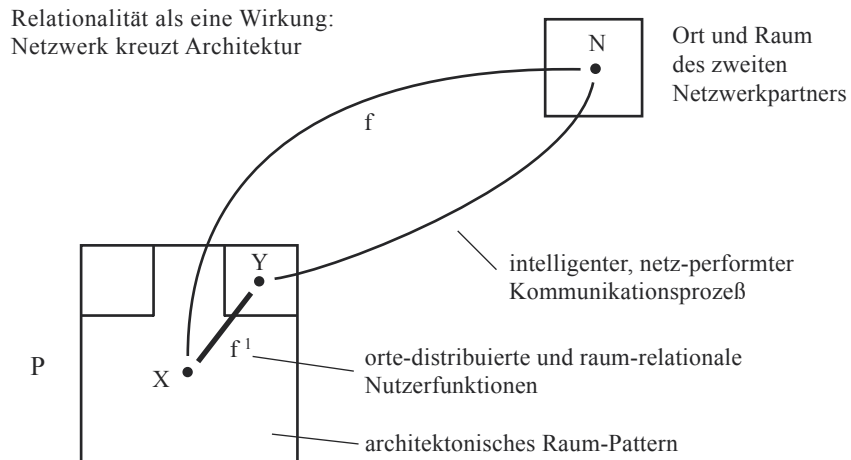 Relationalität als eine Wirkung:
Netzwerk kreuzt Architektur
N
Ort und Raum
des zweiten
Netzwerkpartners
f
Y
intelligenter, netz-performter
Kommunikationsprozeß
f 1
P
X
orte-distribuierte und raum-relationale
Nutzerfunktionen
architektonisches Raum-Pattern